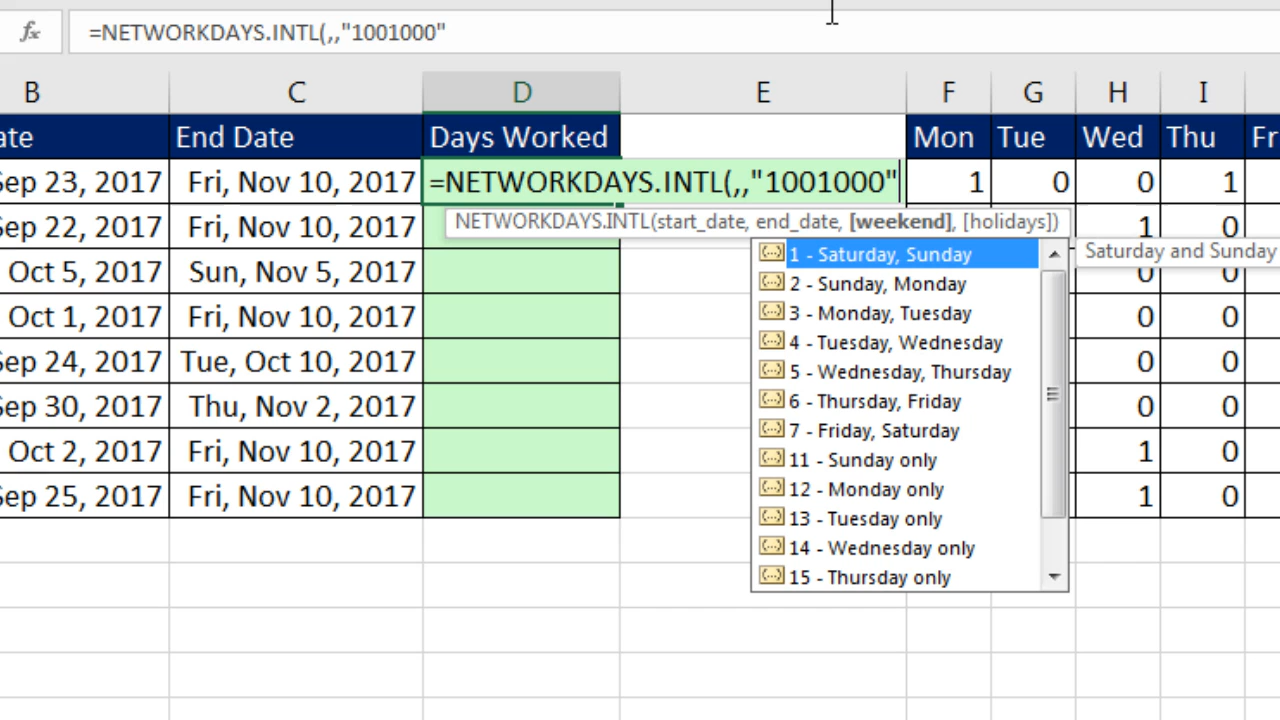 fx =NETWORKDAYS.INTL(,,"1001000"
B C D E F G H I
ate End Date Days Worked Mon Tue Wed Thu Fr
Sep 23, 2017 Fri, Nov 10, 2017 =NETWORKDAYS.INTL(,,"1001000" 1 0 0 1
Sep 22, 2017 Fri, Nov 10, 2017 1 0
NETWORKDAYS.INTL(start_date, end_date, [weekend], [holidays])
Oct 5, 2017 Sun, Nov 5, 2017 0 0
Oct 1, 2017 Fri, Nov 10, 2017 0 0
Sep 24, 2017 Tue, Oct 10, 2017 0 0
Sep 30, 2017 Thu, Nov 2, 2017 0 0
Oct 2, 2017 Fri, Nov 10, 2017 1 0
Sep 25, 2017 Fri, Nov 10, 2017 1 0
(...) 1 - Saturday, Sunday
(...) 2 - Sunday, Monday
(...) 3 - Monday, Tuesday
(...) 4 - Tuesday, Wednesday
(...) 5 - Wednesday, Thursday
(...) 6 - Thursday, Friday
(...) 7 - Friday, Saturday
(...) 11 - Sunday only
(...) 12 - Monday only
(...) 13 - Tuesday only
(...) 14 - Wednesday only
(...) 15 - Thursday only
Saturday and Sunday